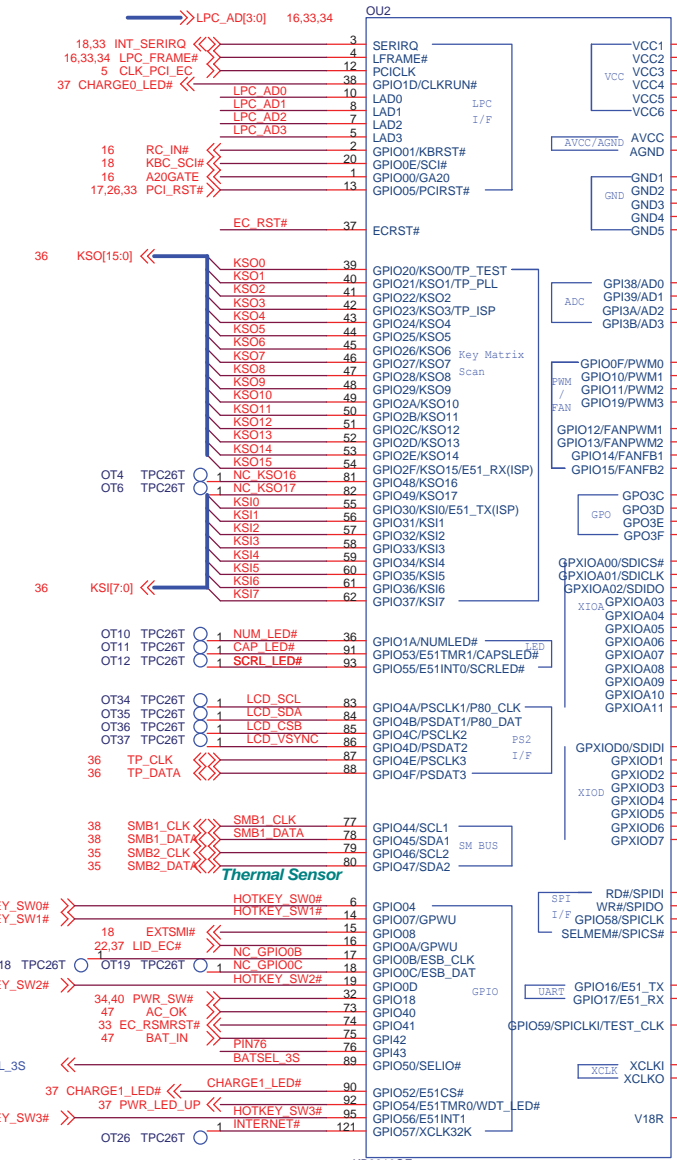 LPC_AD[3:0] 16,33,34 OU2
18,33 INT_SERIRQ 3 SERIRQ VCC1
16,33,34 LPC_FRAME# 4 LFRAME# VCC2
5 CLK_PCI_EC 12 PCICLK VCC VCC3
37 CHARGE0_LED# 38 GPIO1D/CLKRUN# VCC4
LPC_AD0 10 LAD0 LPC VCC5
LPC_AD1 8 LAD1 I/F VCC6
LPC_AD2 7 LAD2
LPC_AD3 5 LAD3 AVCC/AGND AVCC
16 RC_IN# 2 GPIO01/KBRST# AGND
18 KBC_SCI# 20 GPIO0E/SCI#
16 A20GATE 1 GPIO00/GA20 GND1
17,26,33 PCI_RST# 13 GPIO05/PCIRST# GND GND2
GND3
GND4
EC_RST# 37 ECRST# GND5
36 KSO[15:0]
KSO0 39 GPIO20/KSO0/TP_TEST
KSO1 40 GPIO21/KSO1/TP_PLL GPI38/AD0
KSO2 41 GPIO22/KSO2 GPI39/AD1
KSO3 42 GPIO23/KSO3/TP_ISP ADC GPI3A/AD2
KSO4 43 GPIO24/KSO4 GPI3B/AD3
KSO5 44 GPIO25/KSO5
KSO6 45 GPIO26/KSO6 Key Matrix
KSO7 46 GPIO27/KSO7 GPIO0F/PWM0
KSO8 47 GPIO28/KSO8 Scan GPIO10/PWM1
KSO9 48 GPIO29/KSO9 PWM GPIO11/PWM2
KSO10 49 GPIO2A/KSO10 / GPIO19/PWM3
KSO11 50 GPIO2B/KSO11 FAN
KSO12 51 GPIO2C/KSO12 GPIO12/FANPWM1
KSO13 52 GPIO2D/KSO13 GPIO13/FANPWM2
KSO14 53 GPIO2E/KSO14 GPIO14/FANFB1
KSO15 54 GPIO2F/KSO15/E51_RX(ISP) GPIO15/FANFB2
OT4 TPC26T 1 NC_KSO16 81 GPIO48/KSO16
OT6 TPC26T 1 NC_KSO17 82 GPIO49/KSO17 GPO3C
KSI0 55 GPIO30/KSI0/E51_TX(ISP) GPO GPO3D
KSI1 56 GPIO31/KSI1 GPO3E
KSI2 57 GPIO32/KSI2 GPO3F
KSI3 58 GPIO33/KSI3
KSI4 59 GPIO34/KSI4 GPXIOA00/SDICS#
KSI5 60 GPIO35/KSI5 GPXIOA01/SDICLK
36 KSI[7:0] KSI6 61 GPIO36/KSI6 GPXIOA02/SDIDO
KSI7 62 GPIO37/KSI7 XIOA GPXIOA03
GPXIOA04
GPXIOA05
OT10 TPC26T 1 NUM_LED# 36 GPIO1A/NUMLED# LED GPXIOA06
OT11 TPC26T 1 CAP_LED# 91 GPIO53/E51TMR1/CAPSLED# GPXIOA07
OT12 TPC26T 1 SCRL_LED# 93 GPIO55/E51INT0/SCRLED# GPXIOA08
GPXIOA09
GPXIOA10
OT34 TPC26T 1 LCD_SCL 83 GPIO4A/PSCLK1/P80_CLK GPXIOA11
OT35 TPC26T 1 LCD_SDA 84 GPIO4B/PSDAT1/P80_DAT
OT36 TPC26T 1 LCD_CSB 85 GPIO4C/PSCLK2 PS2
OT37 TPC26T 1 LCD_VSYNC 86 GPIO4D/PSDAT2 I/F GPXIOD0/SDIDI
36 TP_CLK 87 GPIO4E/PSCLK3 GPXIOD1
36 TP_DATA 88 GPIO4F/PSDAT3 GPXIOD2
XIOD GPXIOD3
GPXIOD4
38 SMB1_CLK SMB1_CLK 77 GPIO44/SCL1 GPXIOD5
38 SMB1_DATA SMB1_DATA 78 GPIO45/SDA1 SM BUS GPXIOD6
35 SMB2_CLK 79 GPIO46/SCL2 GPXIOD7
35 SMB2_DATA 80 GPIO47/SDA2
Thermal Sensor
EY_SW0# HOTKEY_SW0# 6 GPIO04 SPI RD#/SPIDI
EY_SW1# HOTKEY_SW1# 14 GPIO07/GPWU I/F WR#/SPIDO
18 EXTSMI# 15 GPIO08 GPIO58/SPICLK
22,37 LID_EC# 16 GPIO0A/GPWU SELMEM#/SPICS#
18 TPC26T 1 NC_GPIO0B 17 GPIO0B/ESB_CLK
OT19 TPC26T 1 NC_GPIO0C 18 GPIO0C/ESB_DAT
EY_SW2# HOTKEY_SW2# 19 GPIO0D GPIO UART GPIO16/E51_TX
34,40 PWR_SW# 32 GPIO18 GPIO17/E51_RX
47 AC_OK 73 GPIO40
33 EC_RSMRST# 74 GPIO41 GPIO59/SPICLKI/TEST_CLK
47 BAT_IN 75 GPI42
PIN76 76 GPI43
EL_3S BATSEL_3S 89 GPIO50/SELIO# XCLK XCLKI
XCLKO
37 CHARGE1_LED# CHARGE1_LED# 90 GPIO52/E51CS#
37 PWR_LED_UP 92 GPIO54/E51TMR0/WDT_LED#
EY_SW3# HOTKEY_SW3# 95 GPIO56/E51INT1 V18R
OT26 TPC26T 1 INTERNET# 121 GPIO57/XCLK32K